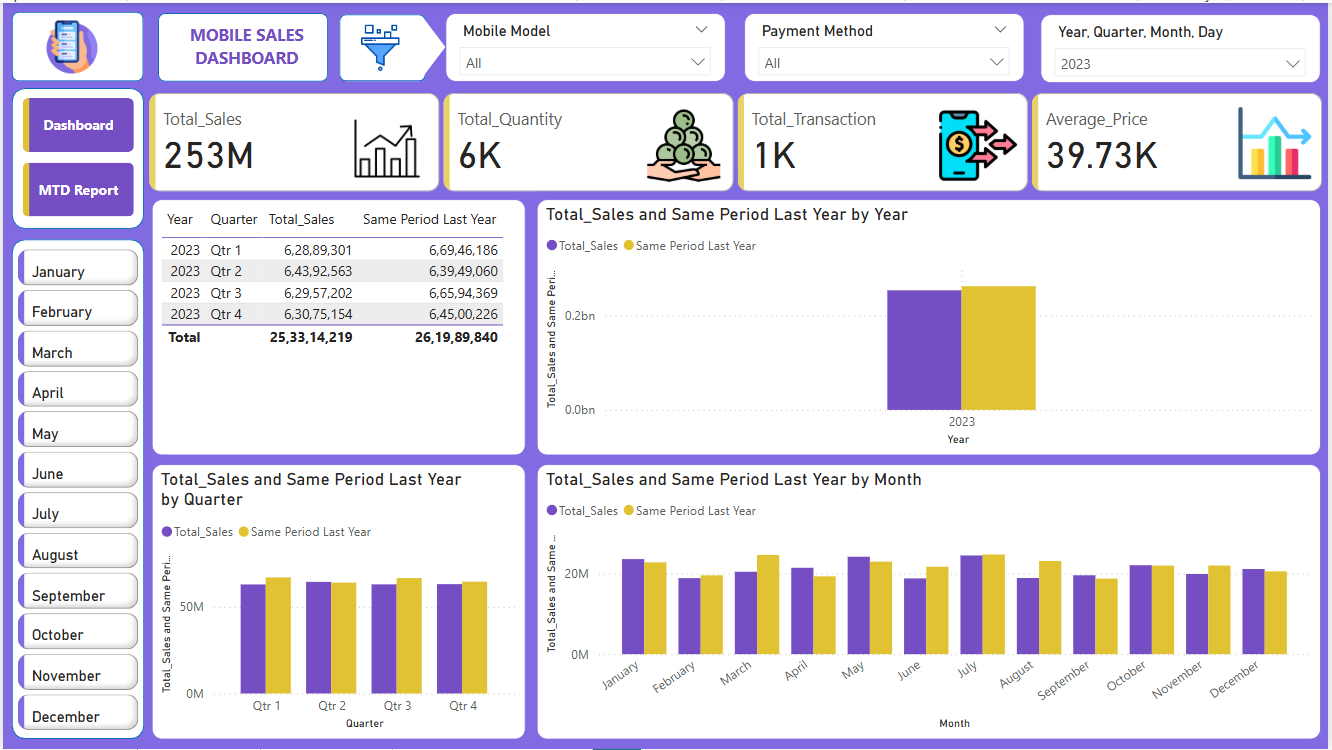 MOBILE SALES
DASHBOARD
Mobile Model
All
Payment Method
All
Year, Quarter, Month, Day
2023
Dashboard
MTD Report
January
February
March
April
May
June
July
August
September
October
November
December
Total_Sales
253M
Total_Quantity
6K
Total_Transaction
1K
Average_Price
39.73K
Year Quarter Total_Sales Same Period Last Year
2023 Qtr 1 6,28,89,301 6,69,46,186
2023 Qtr 2 6,43,92,563 6,39,49,060
2023 Qtr 3 6,29,57,202 6,65,94,369
2023 Qtr 4 6,30,75,154 6,45,00,226
Total 25,33,14,219 26,19,89,840
Total_Sales and Same Period Last Year by Year
Total_Sales Same Period Last Year
Total_Sales and Same Peri...
0.2bn
0.0bn
2023
Year
Total_Sales and Same Period Last Year
by Quarter
Total_Sales Same Period Last Year
Total_Sales and Same Peri...
50M
0M
Qtr 1 Qtr 2 Qtr 3 Qtr 4
Quarter
Total_Sales and Same Period Last Year by Month
Total_Sales Same Period Last Year
Total_Sales and Same ...
20M
0M
January February March April May June July August September October November December
Month